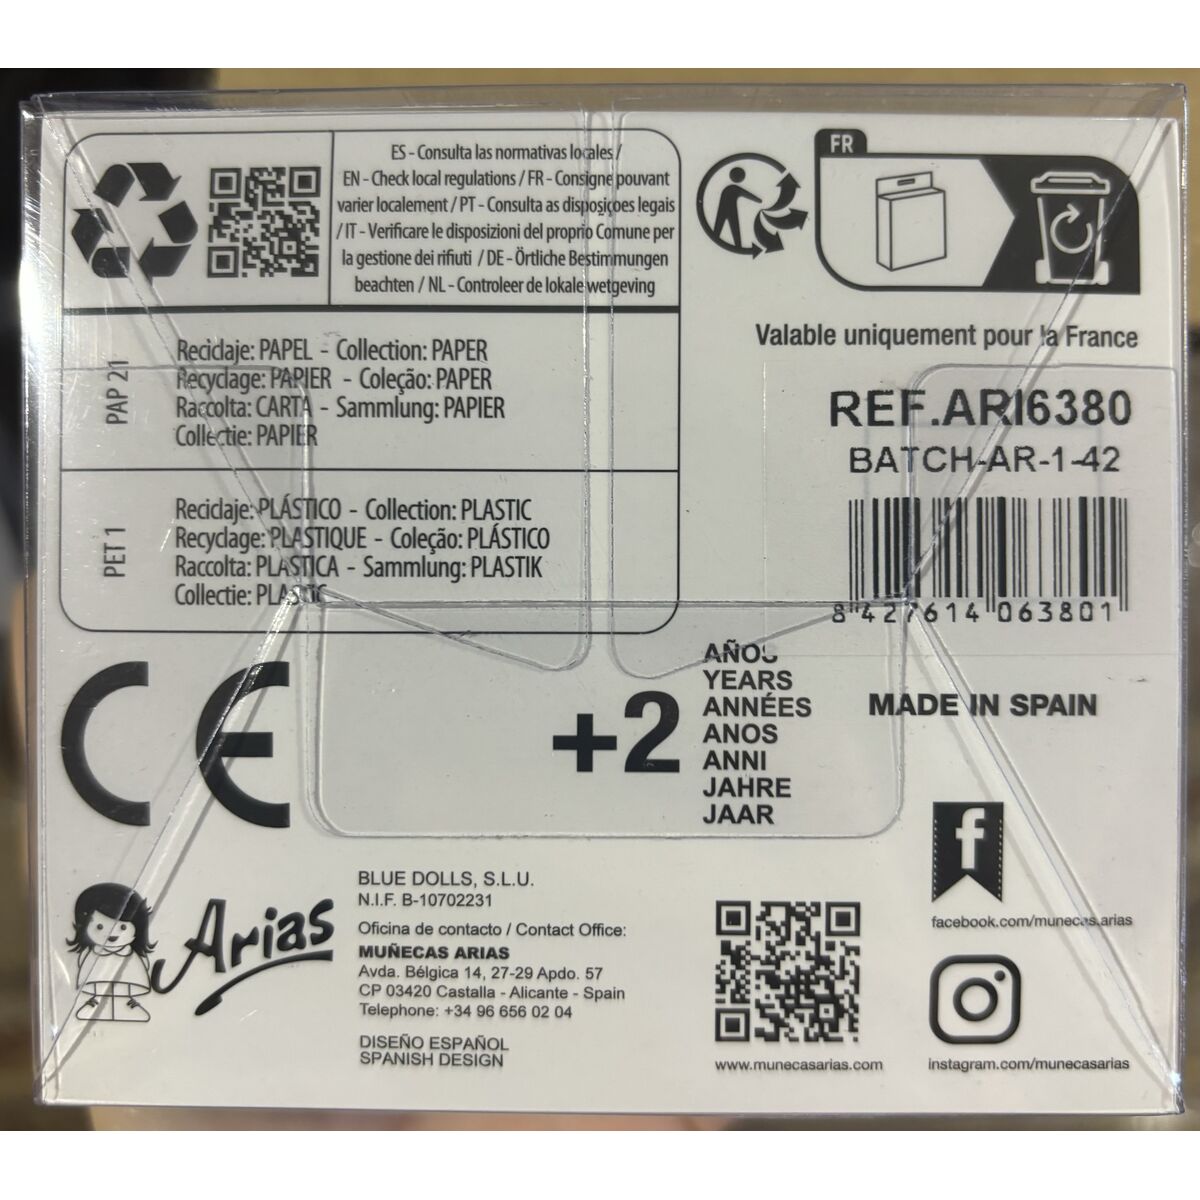 ES - Consulta las normativas locales /
EN - Check local regulations / FR - Consigne pouvant
varier localement / PT - Consulta as disposiçoes legais
/ IT - Verificare le disposizioni del proprio Comune per
la gestione dei rifiuti / DE - Örtliche Bestimmungen
beachten / NL - Controleer de lokale wetgeving
PAP 21
Reciclaje: PAPEL - Collection: PAPER
Recyclage: PAPIER - Coleção: PAPER
Raccolta: CARTA - Sammlung: PAPIER
Collectie: PAPIER
PET 1
Reciclaje: PLÁSTICO - Collection: PLASTIC
Recyclage: PLASTIQUE - Coleção: PLÁSTICO
Raccolta: PLASTICA - Sammlung: PLASTIK
Collectie: PLASTIC
FR
Valable uniquement pour la France
REF.ARI6380
BATCH-AR-1-42
8 427614 063801
CE
+2
AÑOS
YEARS
ANNÉES
ANOS
ANNI
JAHRE
JAAR
MADE IN SPAIN
Arias
BLUE DOLLS, S.L.U.
N.I.F. B-10702231
Oficina de contacto / Contact Office:
MUÑECAS ARIAS
Avda. Bélgica 14, 27-29 Apdo. 57
CP 03420 Castalla - Alicante - Spain
Telephone: +34 96 656 02 04
DISEÑO ESPAÑOL
SPANISH DESIGN
www.munecasarias.com
f
facebook.com/munecas.arias
instagram.com/munecasarias